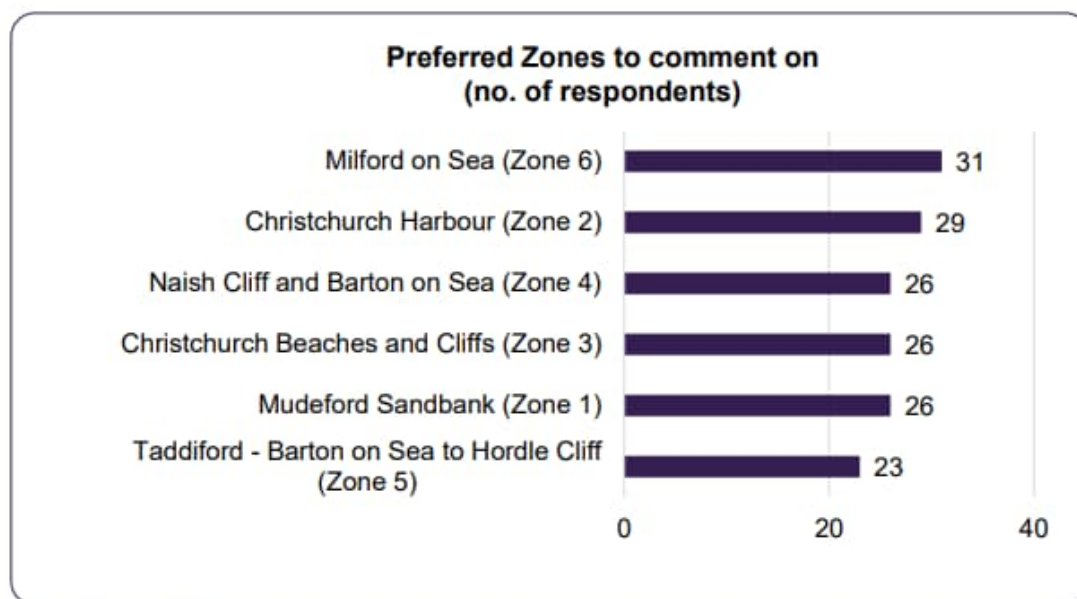 Preferred Zones to comment on
(no. of respondents)
Milford on Sea (Zone 6)
31
Christchurch Harbour (Zone 2)
29
Naish Cliff and Barton on Sea (Zone 4)
26
Christchurch Beaches and Cliffs (Zone 3)
26
Mudeford Sandbank (Zone 1)
26
Taddiford - Barton on Sea to Hordle Cliff
(Zone 5)
23
0
20
40